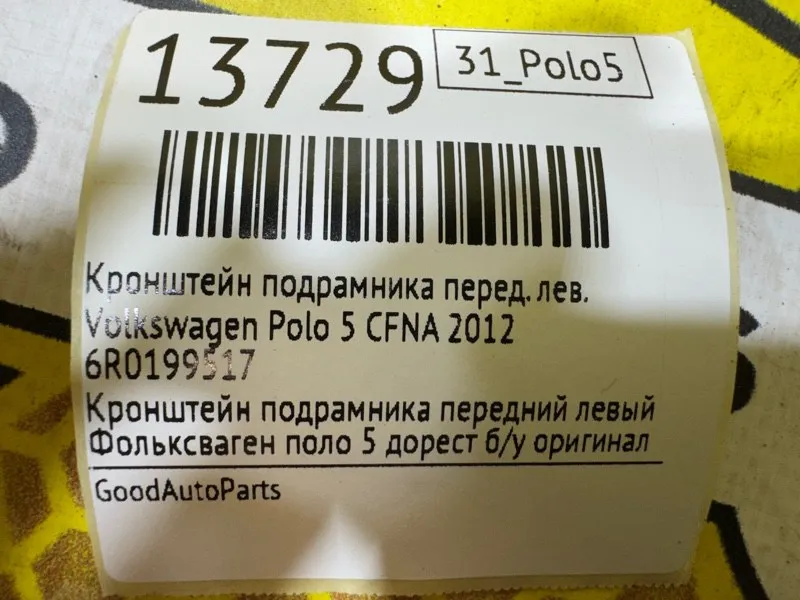 13729
31_Polo5
Кронштейн подрамника перед. лев.
Volkswagen Polo 5 CFNA 2012
6R0199517
Кронштейн подрамника передний левый
Фольксваген поло 5 дорест б/у оригинал
GoodAutoParts